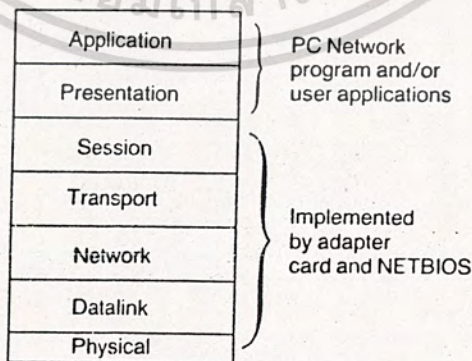 Application
Presentation
Session
Transport
Network
Datalink
Physical
PC Network
program and/or
user applications
Implemented
by adapter
card and NETBIOS